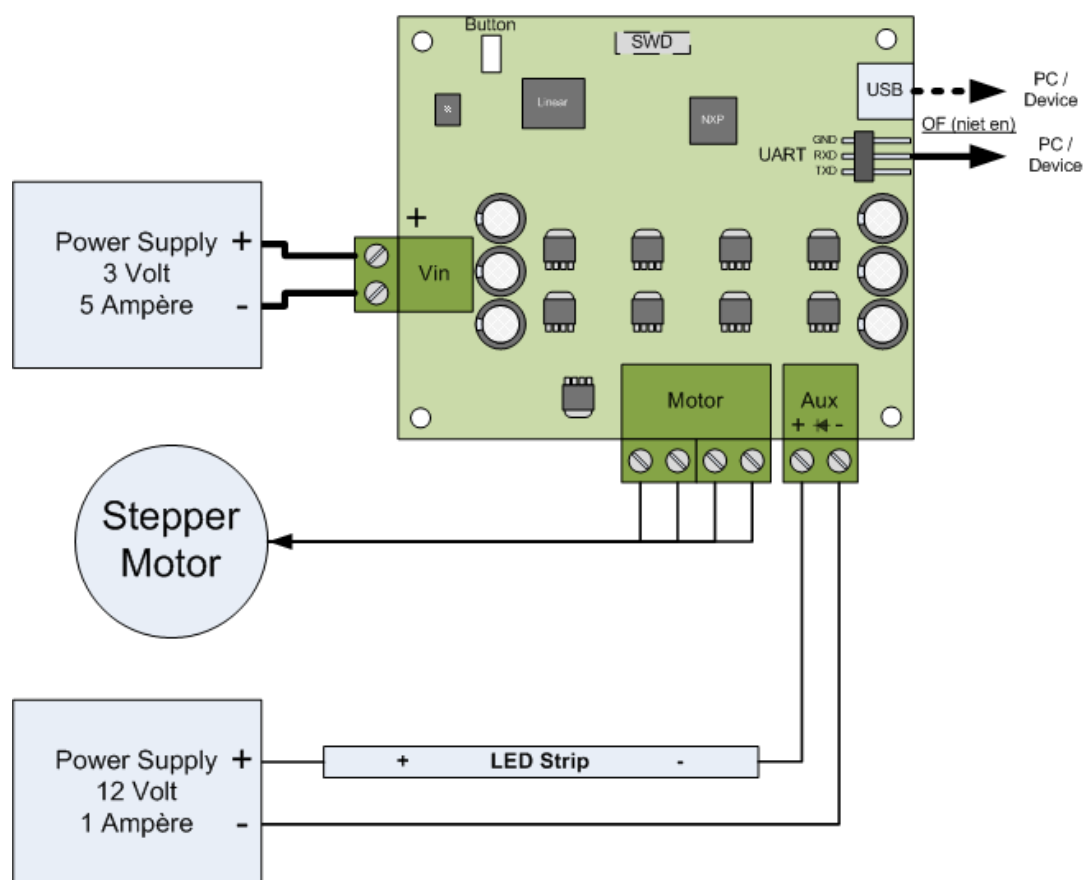 Button
SWD
Linear
NXP
USB
PC /
Device
OF (niet en)
UART
GND
RXD
TXD
PC /
Device
Power Supply +
3 Volt
5 Ampère -
+
Vin
Motor
Aux
+ -
Stepper
Motor
Power Supply +
12 Volt
1 Ampère -
+ LED Strip -